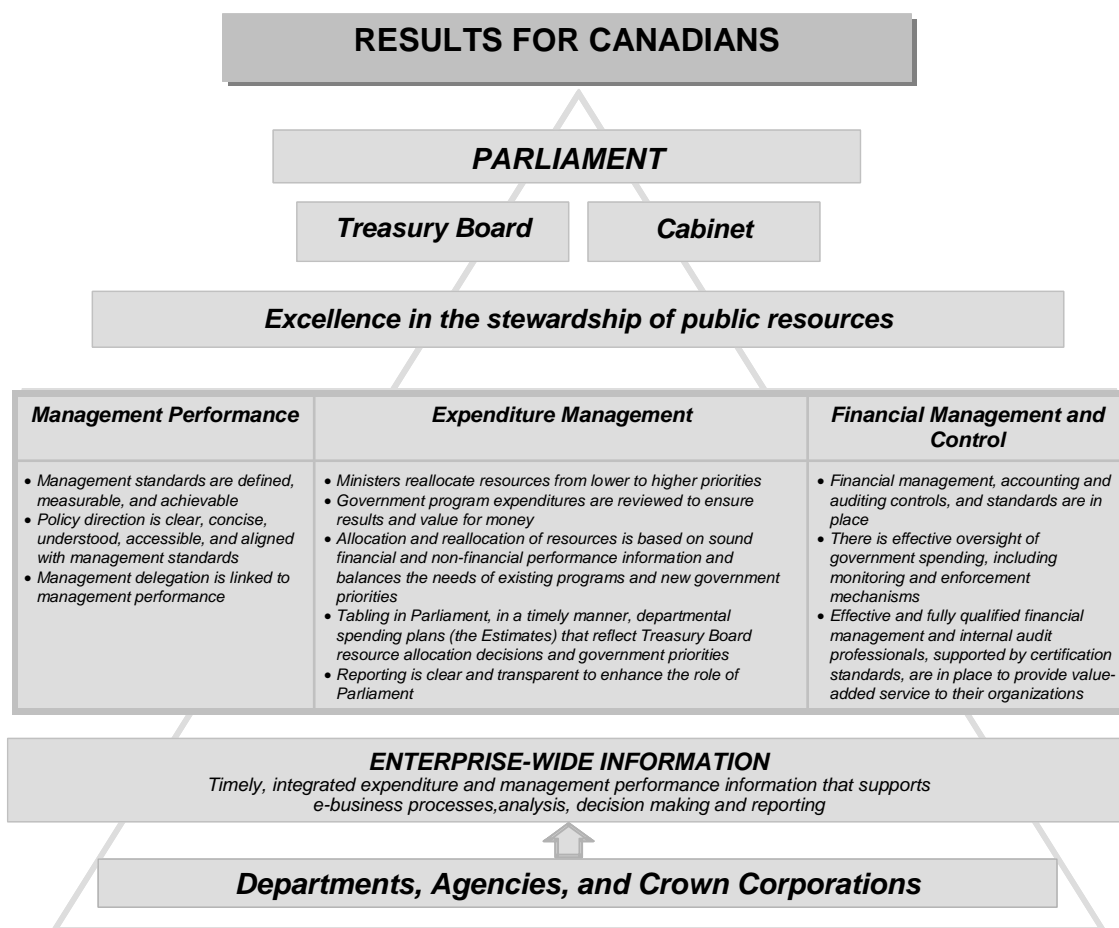 RESULTS FOR CANADIANS
PARLIAMENT
Treasury Board
Cabinet
Excellence in the stewardship of public resources
Management Performance
• Management standards are defined,
measurable, and achievable
• Policy direction is clear, concise,
understood, accessible, and aligned
with management standards
• Management delegation is linked to
management performance
Expenditure Management
• Ministers reallocate resources from lower to higher priorities
• Government program expenditures are reviewed to ensure
results and value for money
• Allocation and reallocation of resources is based on sound
financial and non-financial performance information and
balances the needs of existing programs and new government
priorities
• Tabling in Parliament, in a timely manner, departmental
spending plans (the Estimates) that reflect Treasury Board
resource allocation decisions and government priorities
• Reporting is clear and transparent to enhance the role of
Parliament
Financial Management and
Control
• Financial management, accounting and
auditing controls, and standards are in
place
• There is effective oversight of
government spending, including
monitoring and enforcement
mechanisms
• Effective and fully qualified financial
management and internal audit
professionals, supported by certification
standards, are in place to provide value-
added service to their organizations
ENTERPRISE-WIDE INFORMATION
Timely, integrated expenditure and management performance information that supports
e-business processes,analysis, decision making and reporting
Departments, Agencies, and Crown Corporations